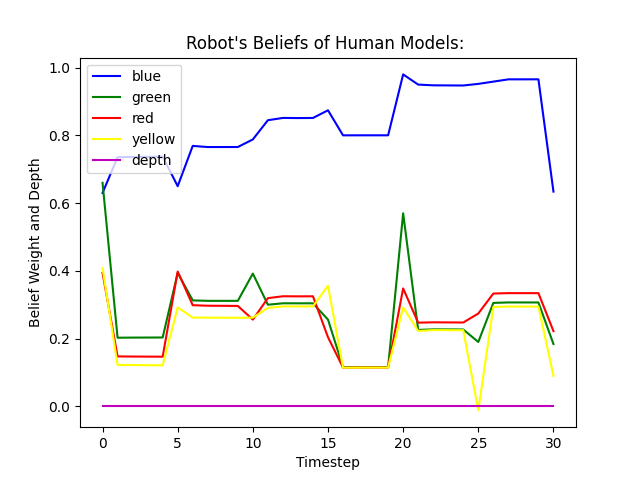 Robot's Beliefs of Human Models:
blue
green
red
yellow
depth
Belief Weight and Depth
1.0
0.8
0.6
0.4
0.2
0.0
0 5 10 15 20 25 30
Timestep